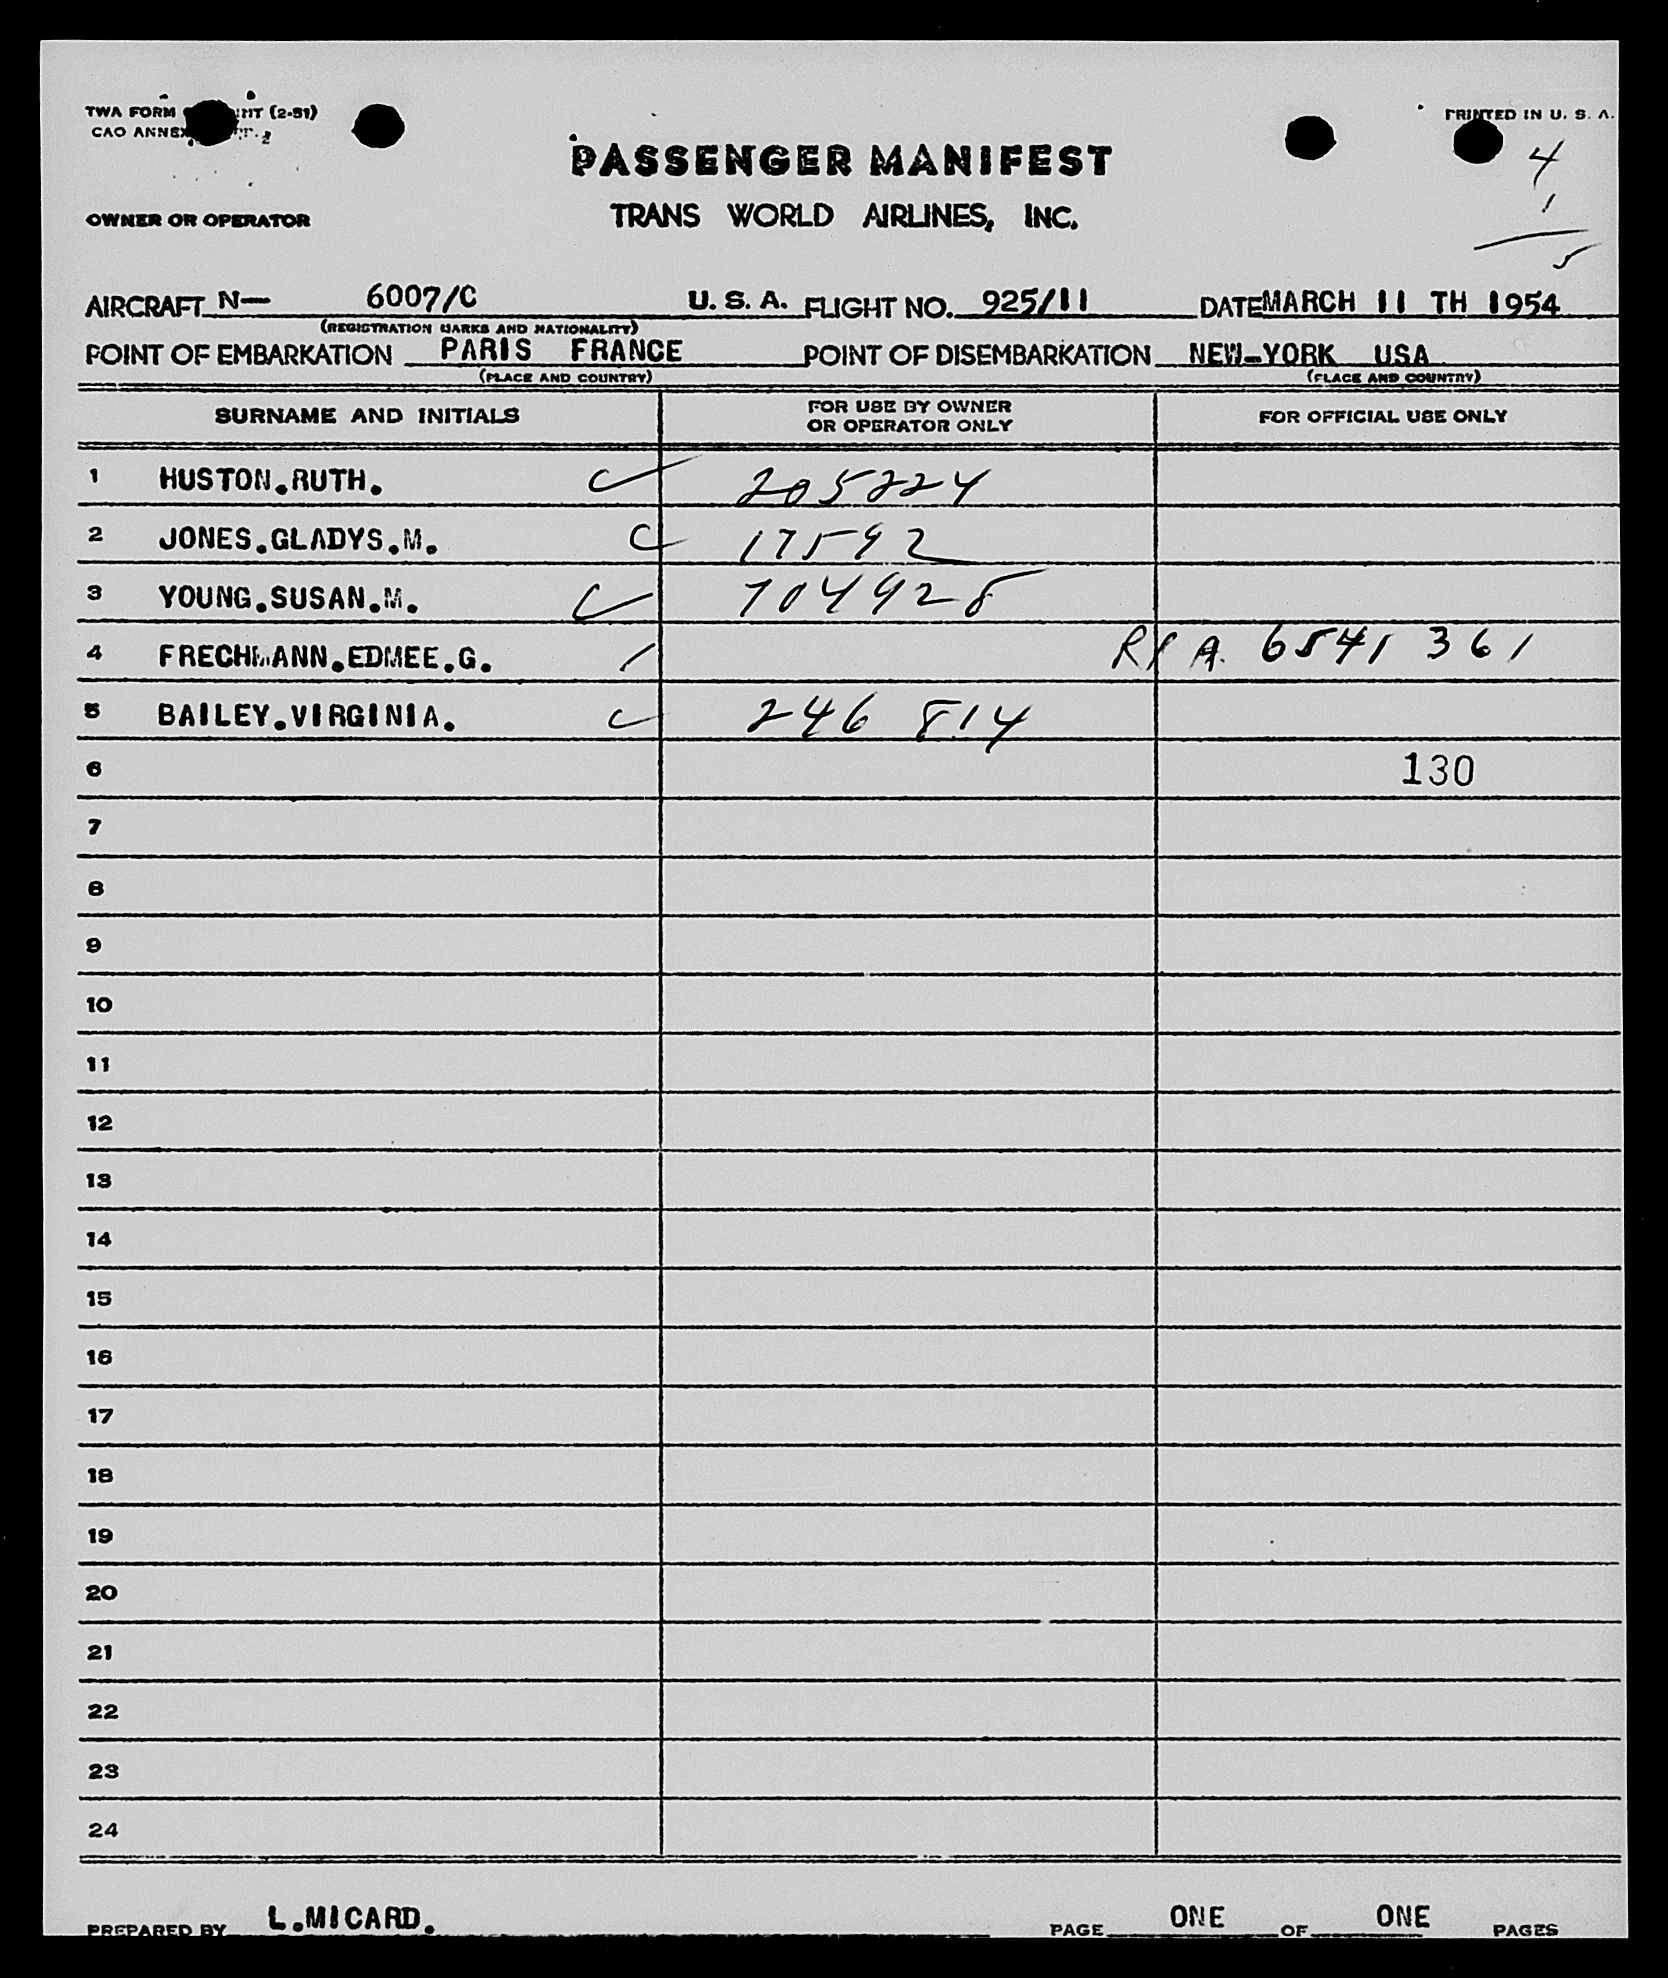 TWA FORM INT (2-51)
PRINTED IN U. S. A.
CAO ANNEX
4
1
5
PASSENGER MANIFEST
OWNER OR OPERATOR TRANS WORLD AIRLINES, INC.
AIRCRAFT N— 6007/C U. S. A. FLIGHT NO. 925/11 DATE MARCH 11 TH 1954
(REGISTRATION MARKS AND NATIONALITY)
POINT OF EMBARKATION PARIS FRANCE POINT OF DISEMBARKATION NEW-YORK USA
(PLACE AND COUNTRY) (PLACE AND COUNTRY)
SURNAME AND INITIALS FOR USE BY OWNER OR OPERATOR ONLY FOR OFFICIAL USE ONLY
1 HUSTON.RUTH. 205224
2 JONES.GLADYS.M. 17592
3 YOUNG.SUSAN.M. 704925
4 FRECHMANN.EDMEE.G. A. 6541 361
5 BAILEY.VIRGINIA. 246 814
6 130
7
8
9
10
11
12
13
14
15
16
17
18
19
20
21
22
23
24
PREPARED BY L.MICARD. PAGE ONE OF ONE PAGES